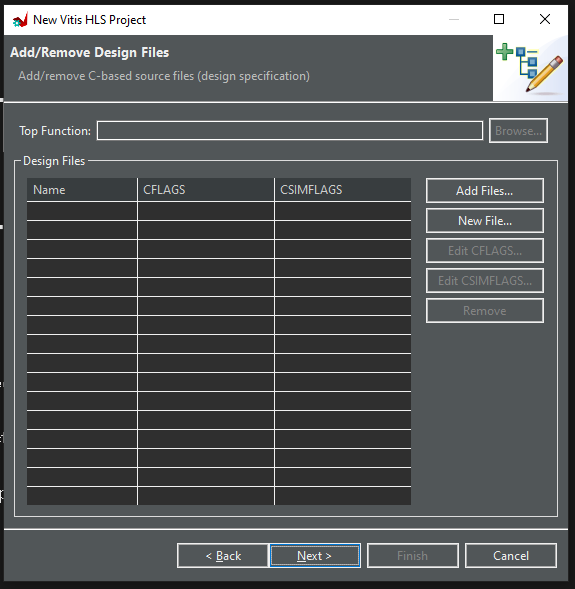 New Vitis HLS Project
Add/Remove Design Files
Add/remove C-based source files (design specification)
Top Function:
Browse...
Design Files
Name CFLAGS CSIMFLAGS
Add Files...
New File...
Edit CFLAGS...
Edit CSIMFLAGS...
Remove
< Back Next > Finish Cancel